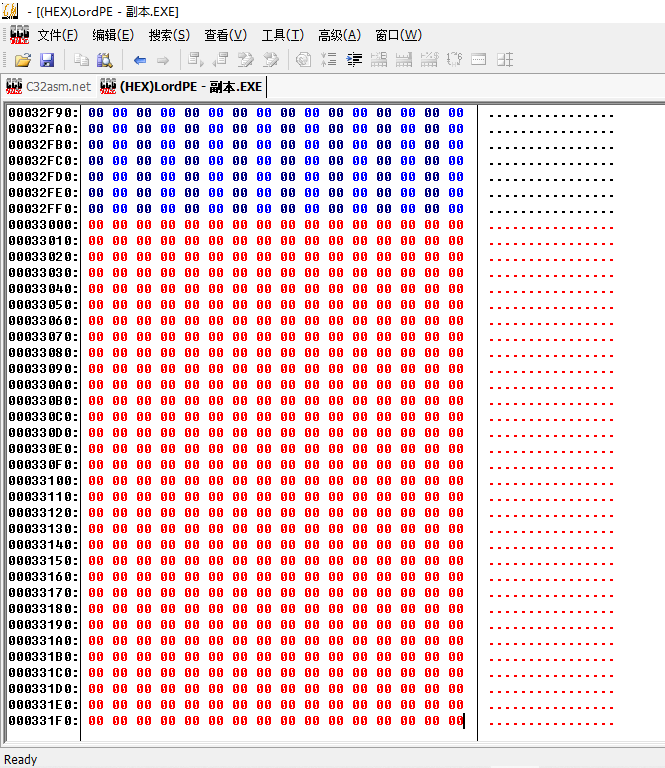 - [(HEX)LordPE - 副本.EXE]
文件(F) 编辑(E) 搜索(S) 查看(V) 工具(T) 高级(A) 窗口(W)
C32asm.net (HEX)LordPE - 副本.EXE
00032F90: 00 00 00 00 00 00 00 00 00 00 00 00 00 00 00 00 ................
00032FA0: 00 00 00 00 00 00 00 00 00 00 00 00 00 00 00 00 ................
00032FB0: 00 00 00 00 00 00 00 00 00 00 00 00 00 00 00 00 ................
00032FC0: 00 00 00 00 00 00 00 00 00 00 00 00 00 00 00 00 ................
00032FD0: 00 00 00 00 00 00 00 00 00 00 00 00 00 00 00 00 ................
00032FE0: 00 00 00 00 00 00 00 00 00 00 00 00 00 00 00 00 ................
00032FF0: 00 00 00 00 00 00 00 00 00 00 00 00 00 00 00 00 ................
00033000: 00 00 00 00 00 00 00 00 00 00 00 00 00 00 00 00 ................
00033010: 00 00 00 00 00 00 00 00 00 00 00 00 00 00 00 00 ................
00033020: 00 00 00 00 00 00 00 00 00 00 00 00 00 00 00 00 ................
00033030: 00 00 00 00 00 00 00 00 00 00 00 00 00 00 00 00 ................
00033040: 00 00 00 00 00 00 00 00 00 00 00 00 00 00 00 00 ................
00033050: 00 00 00 00 00 00 00 00 00 00 00 00 00 00 00 00 ................
00033060: 00 00 00 00 00 00 00 00 00 00 00 00 00 00 00 00 ................
00033070: 00 00 00 00 00 00 00 00 00 00 00 00 00 00 00 00 ................
00033080: 00 00 00 00 00 00 00 00 00 00 00 00 00 00 00 00 ................
00033090: 00 00 00 00 00 00 00 00 00 00 00 00 00 00 00 00 ................
000330A0: 00 00 00 00 00 00 00 00 00 00 00 00 00 00 00 00 ................
000330B0: 00 00 00 00 00 00 00 00 00 00 00 00 00 00 00 00 ................
000330C0: 00 00 00 00 00 00 00 00 00 00 00 00 00 00 00 00 ................
000330D0: 00 00 00 00 00 00 00 00 00 00 00 00 00 00 00 00 ................
000330E0: 00 00 00 00 00 00 00 00 00 00 00 00 00 00 00 00 ................
000330F0: 00 00 00 00 00 00 00 00 00 00 00 00 00 00 00 00 ................
00033100: 00 00 00 00 00 00 00 00 00 00 00 00 00 00 00 00 ................
00033110: 00 00 00 00 00 00 00 00 00 00 00 00 00 00 00 00 ................
00033120: 00 00 00 00 00 00 00 00 00 00 00 00 00 00 00 00 ................
00033130: 00 00 00 00 00 00 00 00 00 00 00 00 00 00 00 00 ................
00033140: 00 00 00 00 00 00 00 00 00 00 00 00 00 00 00 00 ................
00033150: 00 00 00 00 00 00 00 00 00 00 00 00 00 00 00 00 ................
00033160: 00 00 00 00 00 00 00 00 00 00 00 00 00 00 00 00 ................
00033170: 00 00 00 00 00 00 00 00 00 00 00 00 00 00 00 00 ................
00033180: 00 00 00 00 00 00 00 00 00 00 00 00 00 00 00 00 ................
00033190: 00 00 00 00 00 00 00 00 00 00 00 00 00 00 00 00 ................
000331A0: 00 00 00 00 00 00 00 00 00 00 00 00 00 00 00 00 ................
000331B0: 00 00 00 00 00 00 00 00 00 00 00 00 00 00 00 00 ................
000331C0: 00 00 00 00 00 00 00 00 00 00 00 00 00 00 00 00 ................
000331D0: 00 00 00 00 00 00 00 00 00 00 00 00 00 00 00 00 ................
000331E0: 00 00 00 00 00 00 00 00 00 00 00 00 00 00 00 00 ................
000331F0: 00 00 00 00 00 00 00 00 00 00 00 00 00 00 00 00 ................
Ready